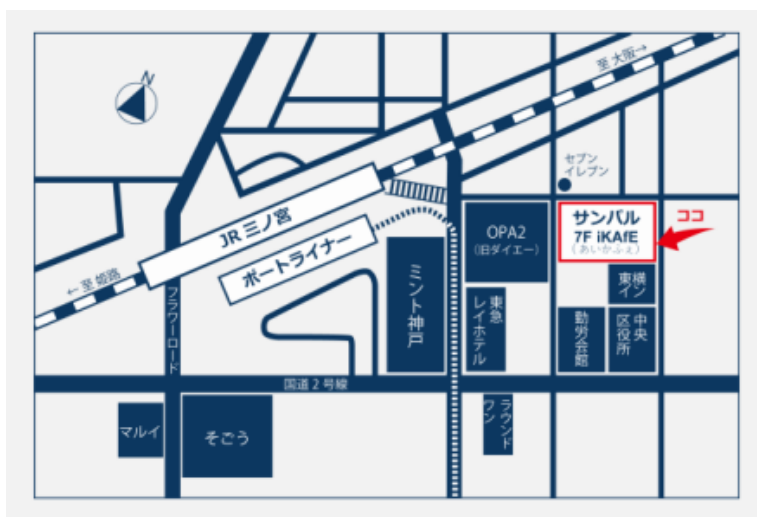 N
至 大阪→
セブン
イレブン
サンパル
7F iKAfE
(あいかふぇ)
ココ
JR 三ノ宮
OPA2
(旧ダイエー)
ポートライナー
← 至 姫路
ミント神戸
フラワーロード
東横
イン
東急
レイホテル
勤労会館
中央
区役所
国道 2 号線
マルイ
そごう
ラウンド
ワン